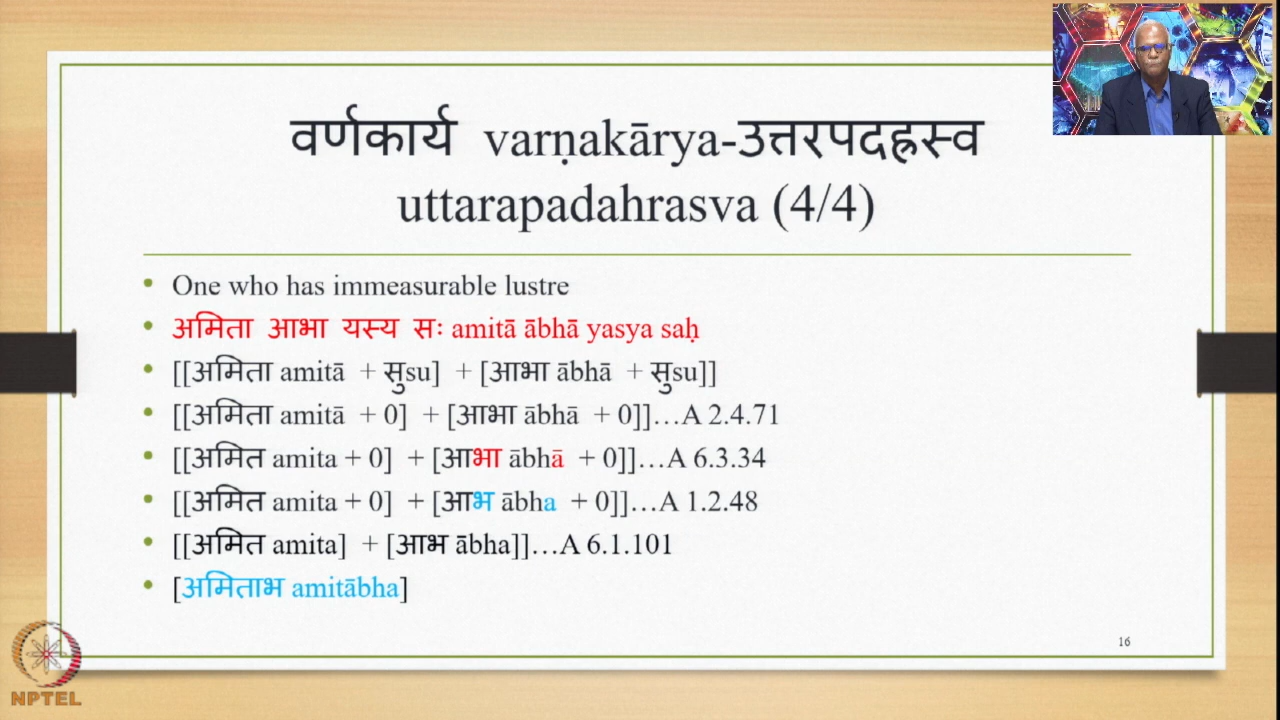 वर्णकार्य varṇakārya-उत्तरपदह्रस्व
uttarapadahrasva (4/4)
• One who has immeasurable lustre
• अमिता आभा यस्य सः amitā ābhā yasya saḥ
• [[अमिता amitā + सुsu] + [आभा ābhā + सुsu]]
• [[अमिता amitā + 0] + [आभा ābhā + 0]]…A 2.4.71
• [[अमित amita + 0] + [आभा ābhā + 0]]…A 6.3.34
• [[अमित amita + 0] + [आभ ābha + 0]]…A 1.2.48
• [[अमित amita] + [आभ ābha]]…A 6.1.101
• [अमिताभ amitābha]
16
NPTEL